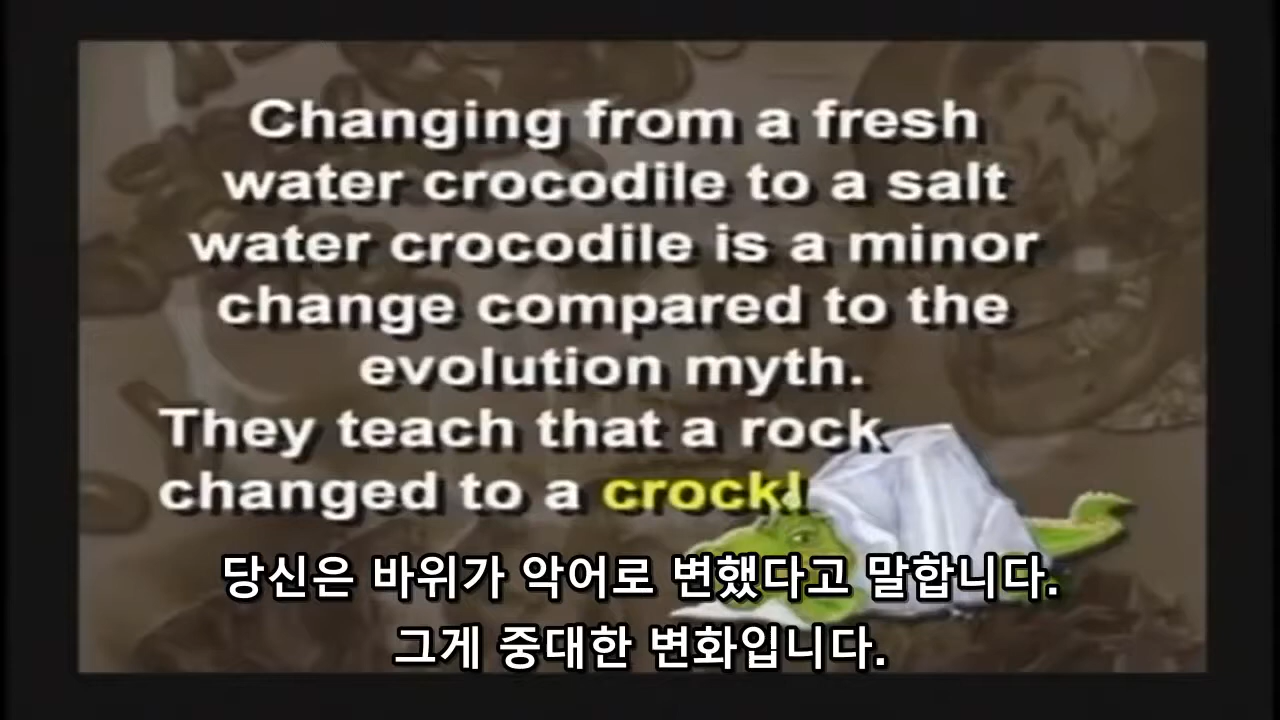 Changing from a fresh
water crocodile to a salt
water crocodile is a minor
change compared to the
evolution myth.
They teach that a rock
changed to a crock!
당신은 바위가 악어로 변했다고 말합니다.
그게 중대한 변화입니다.